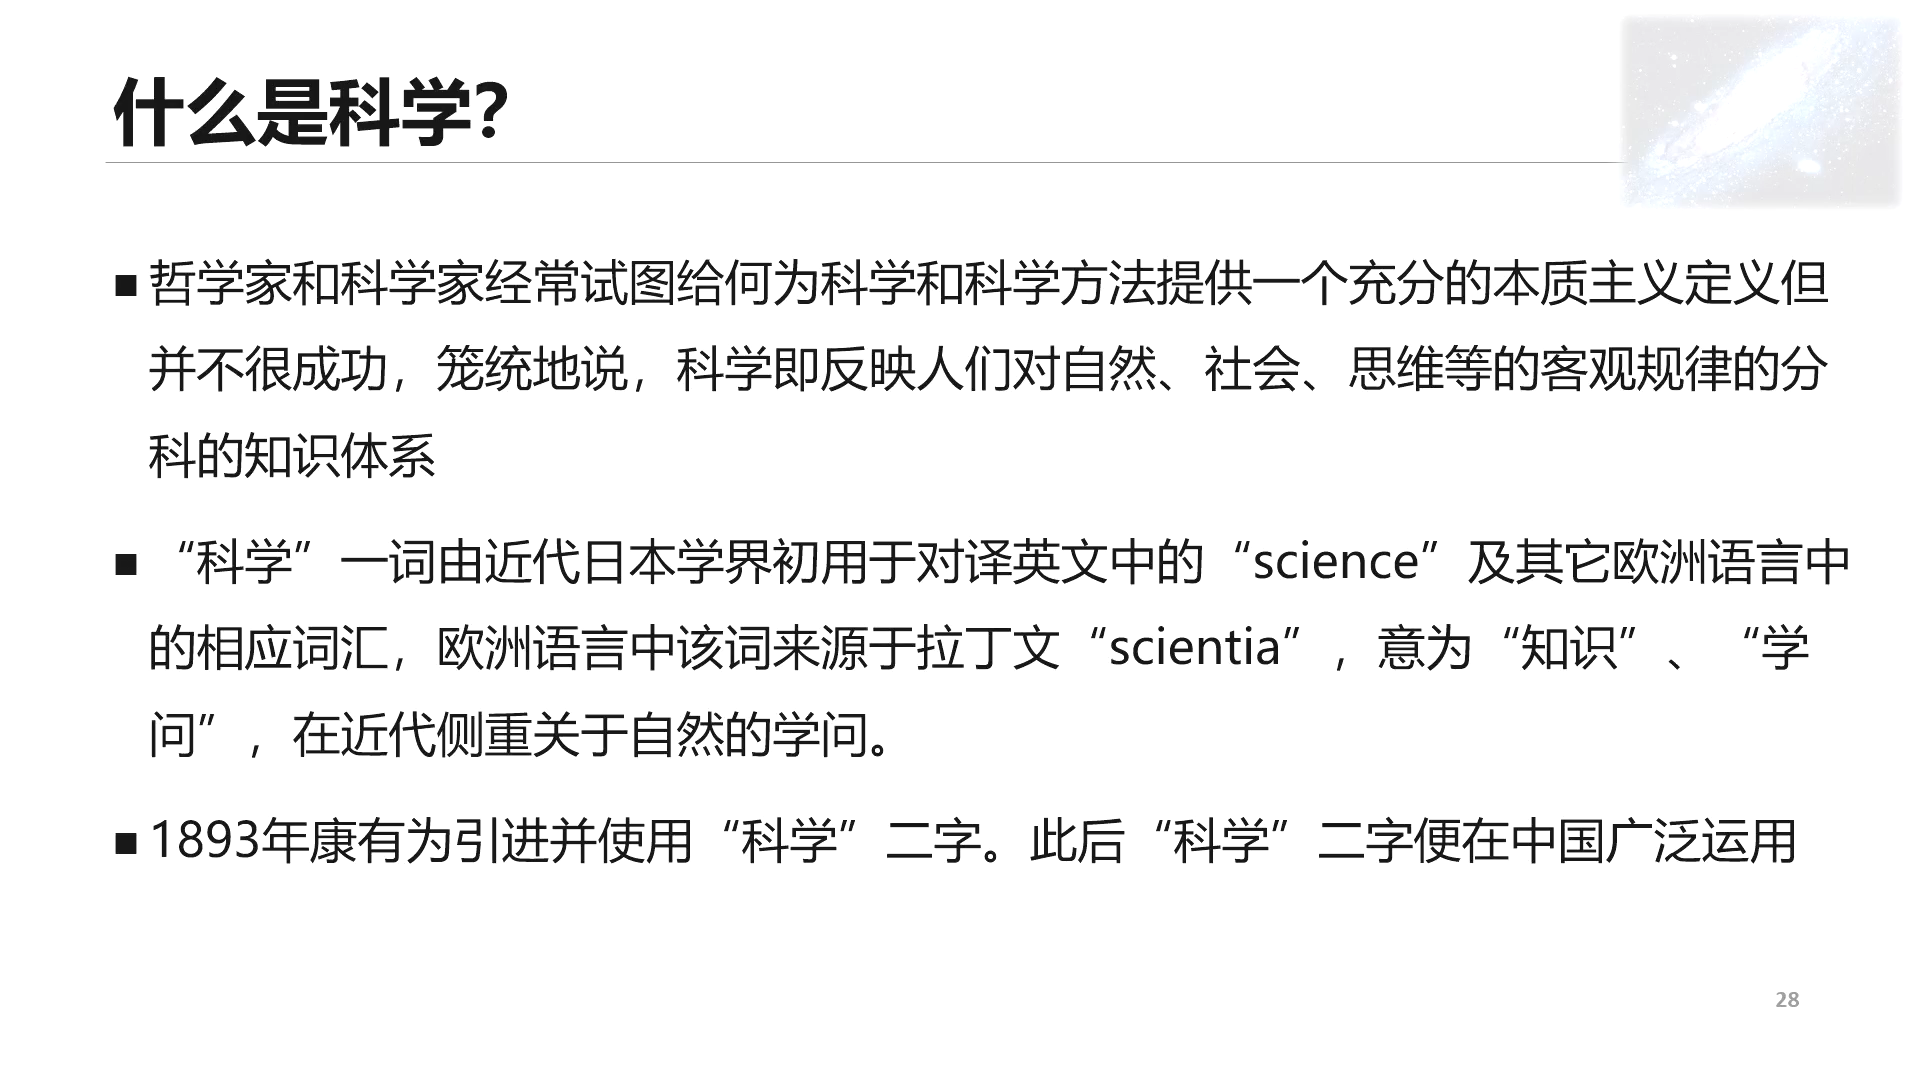 什么是科学？
■ 哲学家和科学家经常试图给何为科学和科学方法提供一个充分的本质主义定义但
并不很成功，笼统地说，科学即反映人们对自然、社会、思维等的客观规律的分
科的知识体系
■ “科学”一词由近代日本学界初用于对译英文中的“science”及其它欧洲语言中
的相应词汇，欧洲语言中该词来源于拉丁文“scientia”，意为“知识”、“学
问”，在近代侧重关于自然的学问。
■ 1893年康有为引进并使用“科学”二字。此后“科学”二字便在中国广泛运用
28